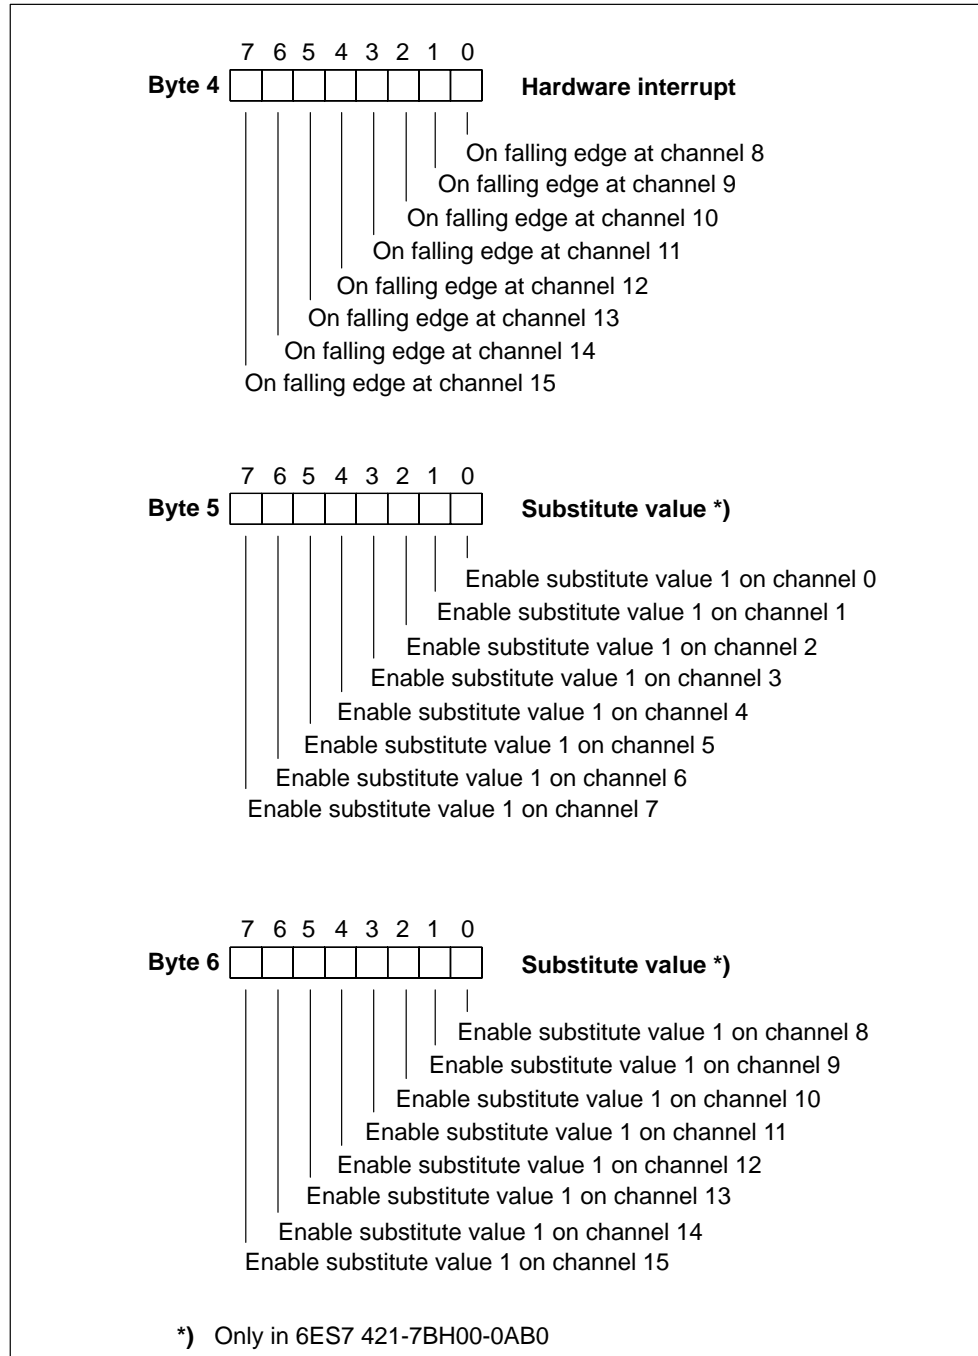 7 6 5 4 3 2 1 0
Byte 4 Hardware interrupt
On falling edge at channel 8
On falling edge at channel 9
On falling edge at channel 10
On falling edge at channel 11
On falling edge at channel 12
On falling edge at channel 13
On falling edge at channel 14
On falling edge at channel 15
7 6 5 4 3 2 1 0
Byte 5 Substitute value *)
Enable substitute value 1 on channel 0
Enable substitute value 1 on channel 1
Enable substitute value 1 on channel 2
Enable substitute value 1 on channel 3
Enable substitute value 1 on channel 4
Enable substitute value 1 on channel 5
Enable substitute value 1 on channel 6
Enable substitute value 1 on channel 7
7 6 5 4 3 2 1 0
Byte 6 Substitute value *)
Enable substitute value 1 on channel 8
Enable substitute value 1 on channel 9
Enable substitute value 1 on channel 10
Enable substitute value 1 on channel 11
Enable substitute value 1 on channel 12
Enable substitute value 1 on channel 13
Enable substitute value 1 on channel 14
Enable substitute value 1 on channel 15
*) Only in 6ES7 421-7BH00-0AB0